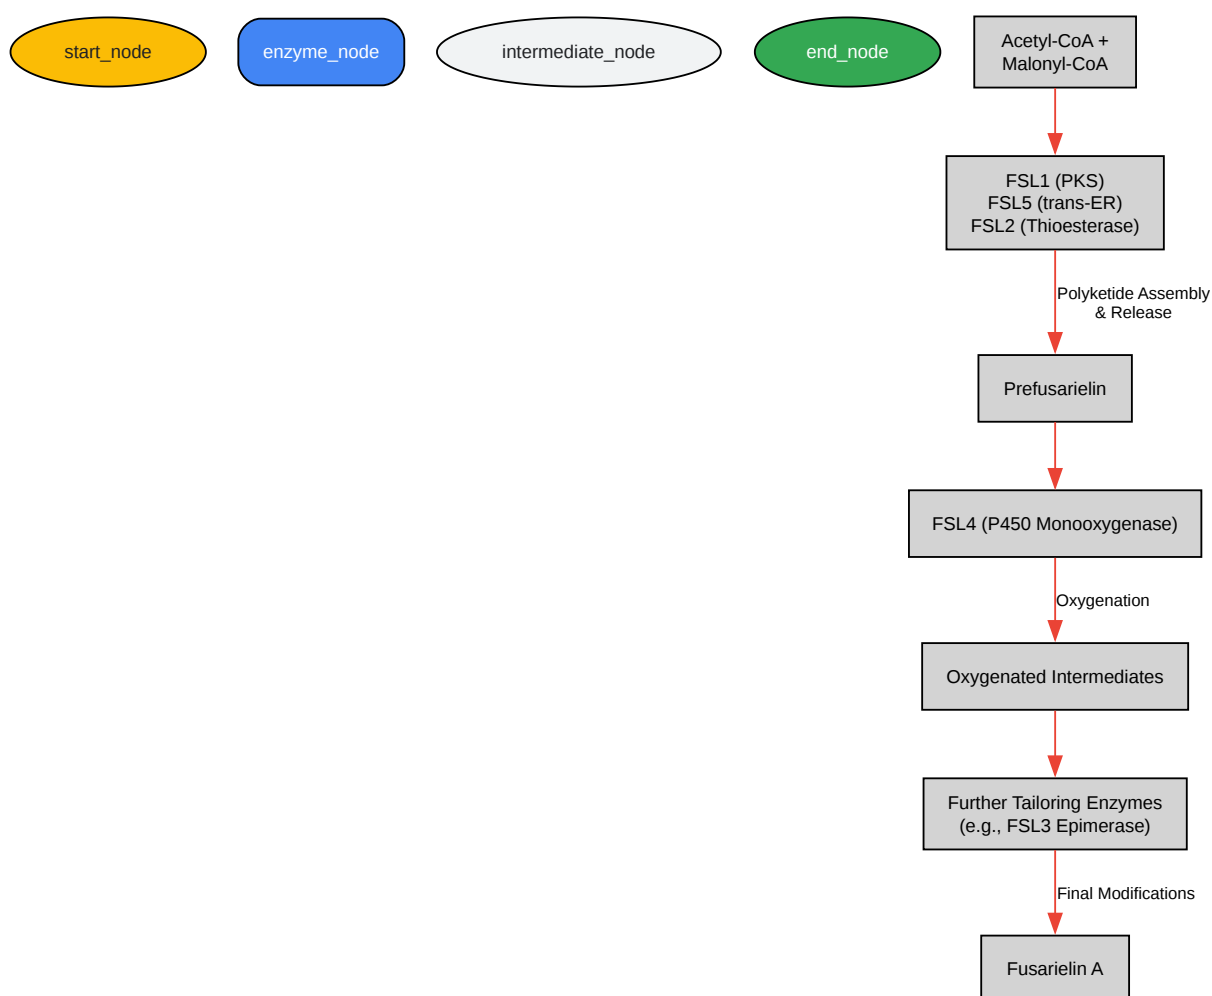 start_node
enzyme_node
intermediate_node
end_node
Acetyl-CoA +
Malonyl-CoA
FSL1 (PKS)
FSL5 (trans-ER)
FSL2 (Thioesterase)
Polyketide Assembly
& Release
Prefusarielin
FSL4 (P450 Monooxygenase)
Oxygenation
Oxygenated Intermediates
Further Tailoring Enzymes
(e.g., FSL3 Epimerase)
Final Modifications
Fusarielin A